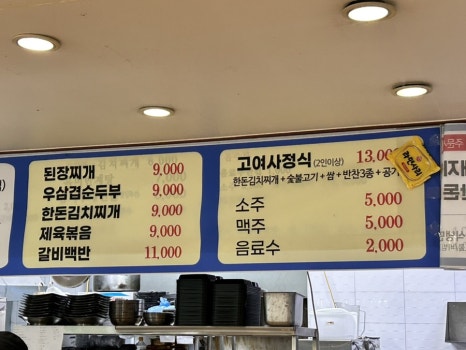 된장찌개 9,000
우삼겹순두부 9,000
한돈김치찌개 9,000
제육볶음 9,000
갈비백반 11,000
고여사정식 (2인이상) 13,00
한돈김치찌개 + 숯불고기 + 쌈 + 반찬3종 + 공기
소주 5,000
맥주 5,000
음료수 2,000